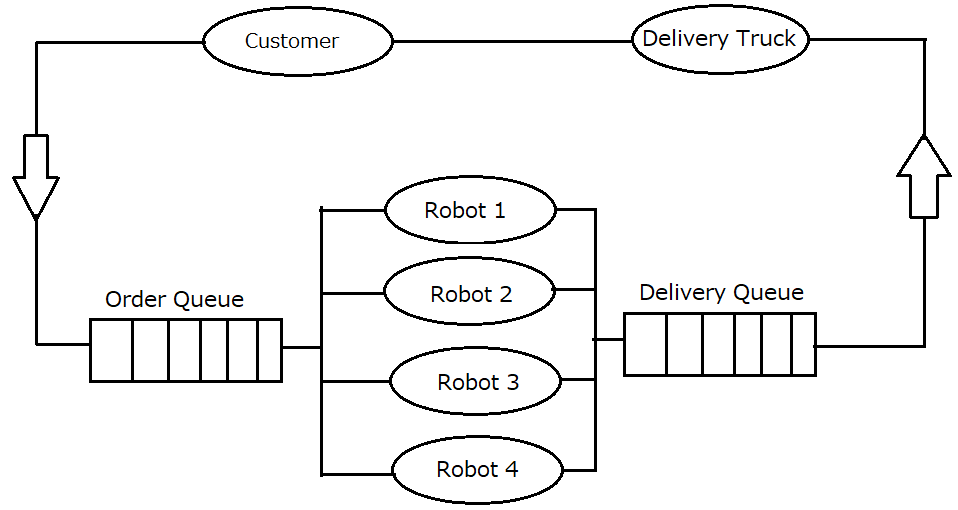 Customer
Delivery Truck
Robot 1
Order Queue
Robot 2
Delivery Queue
Robot 3
Robot 4